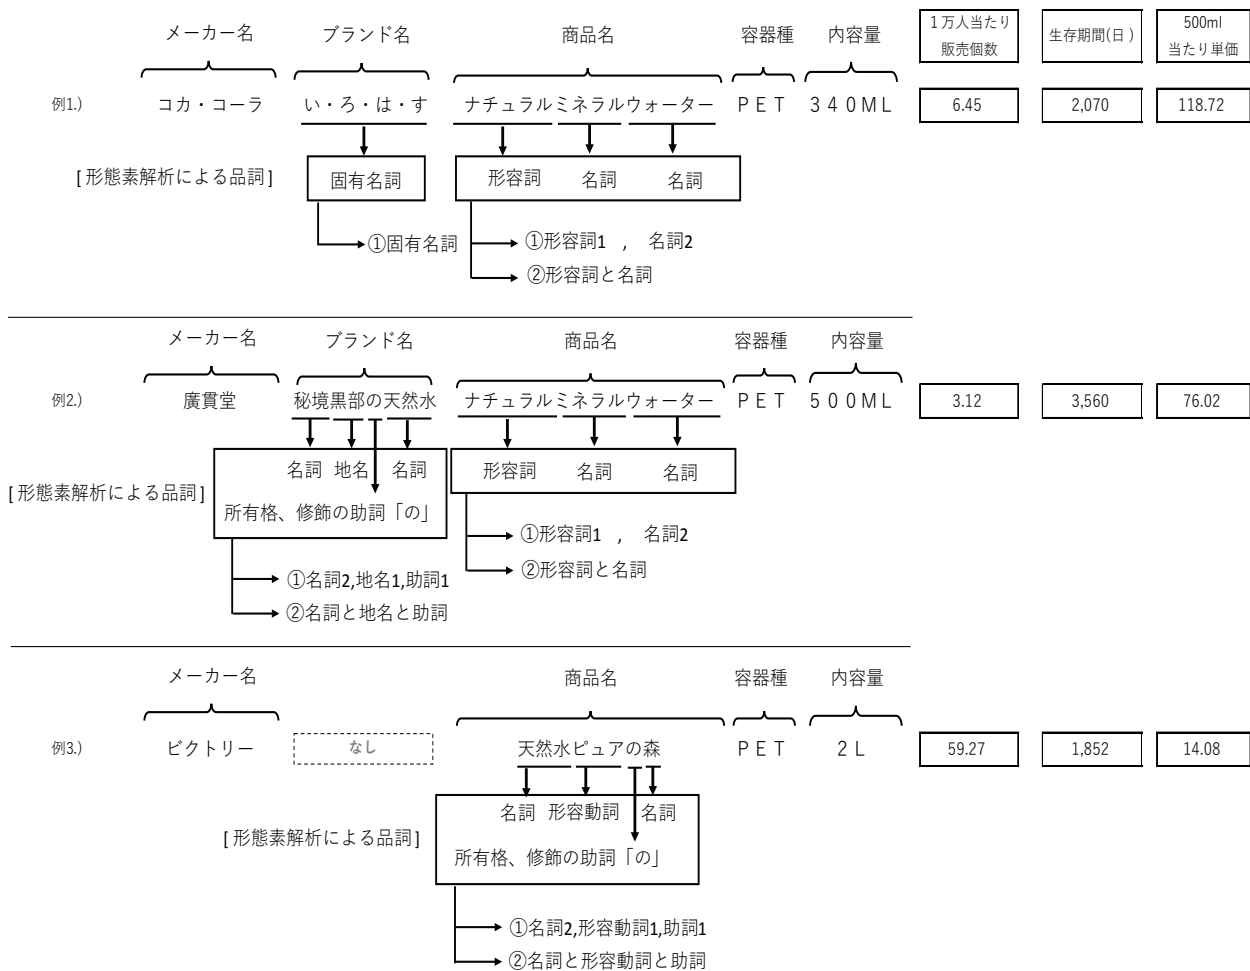 メーカー名 ブランド名 商品名 容器種 内容量 1万人当たり販売個数 生存期間(日) 500ml当たり単価
例1.) コカ・コーラ い・ろ・は・す ナチュラルミネラルウォーター PET 340ML 6.45 2,070 118.72
[形態素解析による品詞] 固有名詞 形容詞 名詞 名詞
①固有名詞 ①形容詞1 , 名詞2
②形容詞と名詞
メーカー名 ブランド名 商品名 容器種 内容量
例2.) 廣貫堂 秘境黒部の天然水 ナチュラルミネラルウォーター PET 500ML 3.12 3,560 76.02
名詞 地名 名詞 形容詞 名詞 名詞
[形態素解析による品詞]
所有格、修飾の助詞「の」
①形容詞1 , 名詞2
②形容詞と名詞
①名詞2,地名1,助詞1
②名詞と地名と助詞
メーカー名 商品名 容器種 内容量
例3.) ビクトリー なし 天然水ピュアの森 PET 2L 59.27 1,852 14.08
名詞 形容動詞 名詞
[形態素解析による品詞]
所有格、修飾の助詞「の」
①名詞2,形容動詞1,助詞1
②名詞と形容動詞と助詞